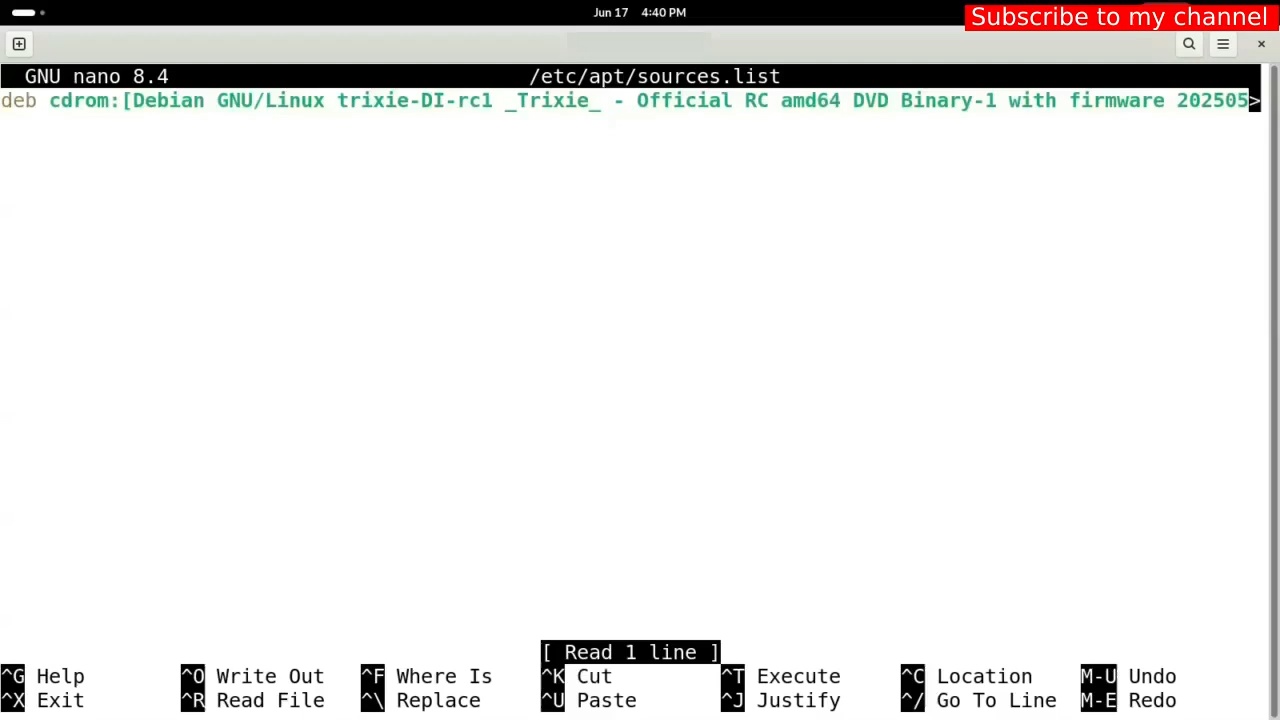 Jun 17 4:40 PM
Subscribe to my channel
GNU nano 8.4 /etc/apt/sources.list
deb cdrom:[Debian GNU/Linux trixie-DI-rc1 _Trixie_ - Official RC amd64 DVD Binary-1 with firmware 202505>
[ Read 1 line ]
^G Help ^O Write Out ^F Where Is ^K Cut ^T Execute ^C Location M-U Undo
^X Exit ^R Read File ^\ Replace ^U Paste ^J Justify ^/ Go To Line M-E Redo